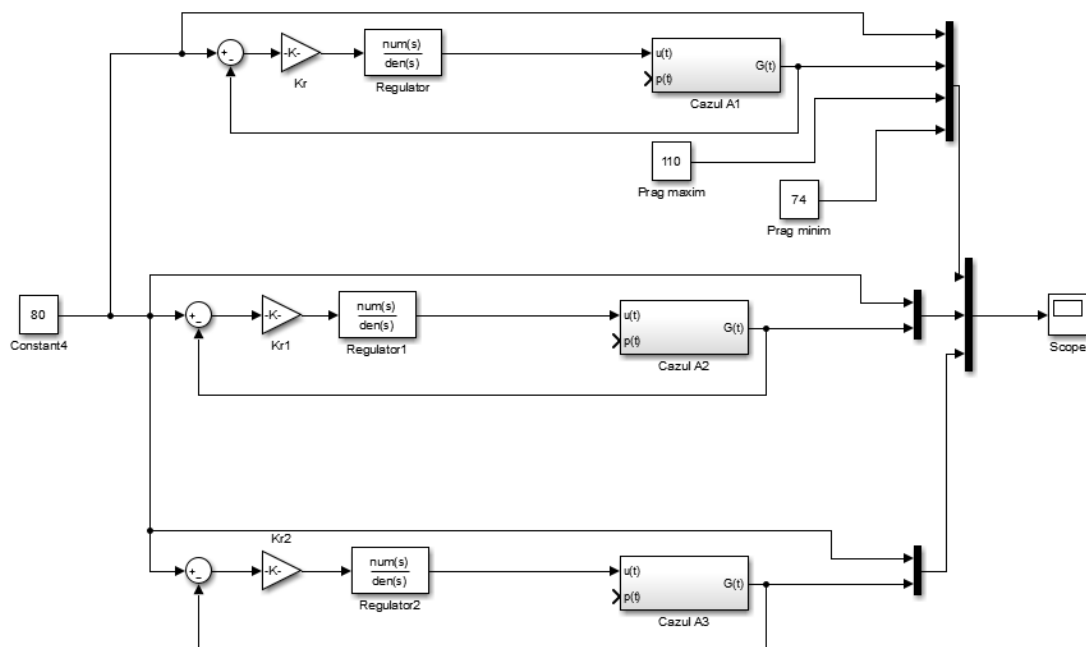 num(s)
den(s)
-K-
Kr
Regulator
u(t)
p(t)
G(t)
Cazul A1
110
Prag maxim
74
Prag minim
80
Constant4
-K-
Kr1
num(s)
den(s)
Regulator1
u(t)
p(t)
G(t)
Cazul A2
Scope
Kr2
-K-
num(s)
den(s)
Regulator2
u(t)
p(t)
G(t)
Cazul A3